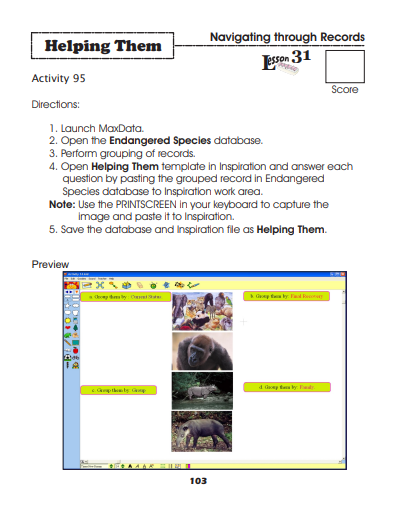 Navigating through Records
Helping Them
Lesson 31
Activity 95
Score
Directions:
1. Launch MaxData.
2. Open the Endangered Species database.
3. Perform grouping of records.
4. Open Helping Them template in Inspiration and answer each
question by pasting the grouped record in Endangered
Species database to Inspiration work area.
Note: Use the PRINTSCREEN in your keyboard to capture the
image and paste it to Inspiration.
5. Save the database and Inspiration file as Helping Them.
Preview
a. Group them by: Current Status
b. Group them by: Final Recovery
c. Group them by: Group
d. Group them by: Family
103